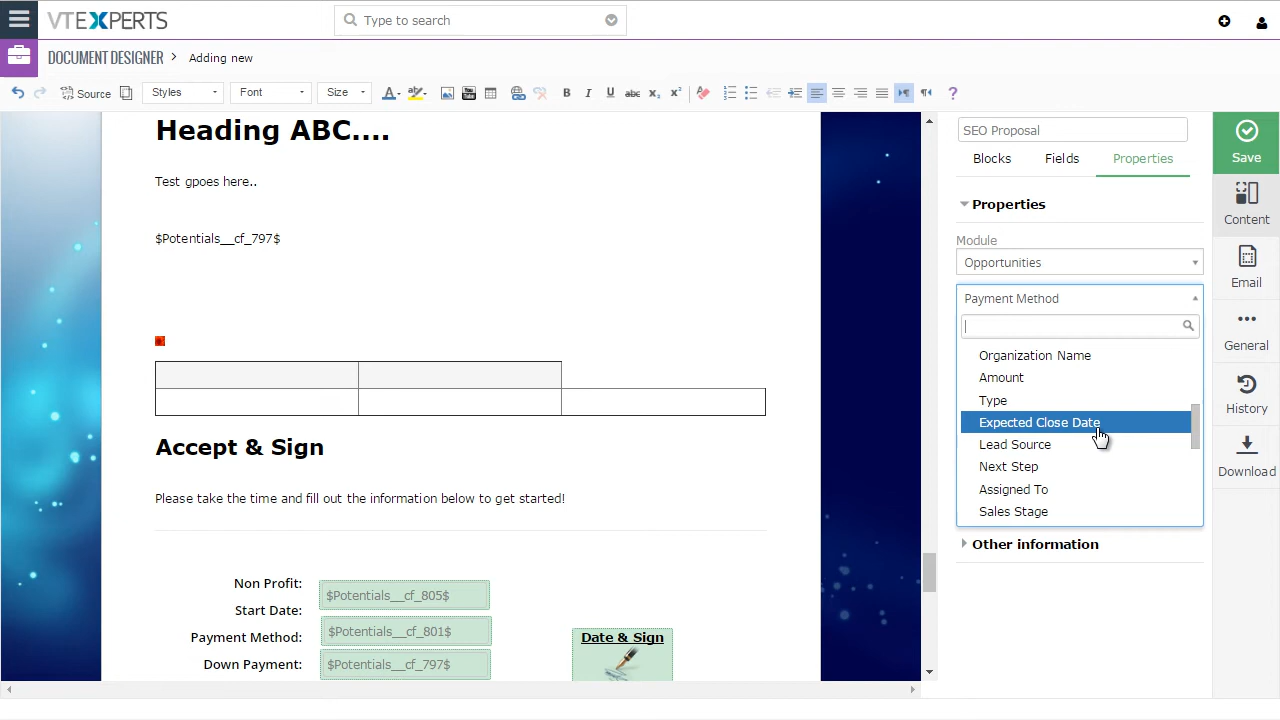 VTEXPERTS
Type to search
DOCUMENT DESIGNER > Adding new
Source Styles Font Size
Heading ABC....
Test gpoes here..
$Potentials__cf_797$
Accept & Sign
Please take the time and fill out the information below to get started!
Non Profit: $Potentials__cf_805$
Start Date:
Payment Method: $Potentials__cf_801$
Down Payment: $Potentials__cf_797$
Date & Sign
SEO Proposal
Blocks Fields Properties
Properties
Module
Opportunities
Payment Method
Organization Name
Amount
Type
Expected Close Date
Lead Source
Next Step
Assigned To
Sales Stage
Other information
Save
Content
Email
General
History
Download